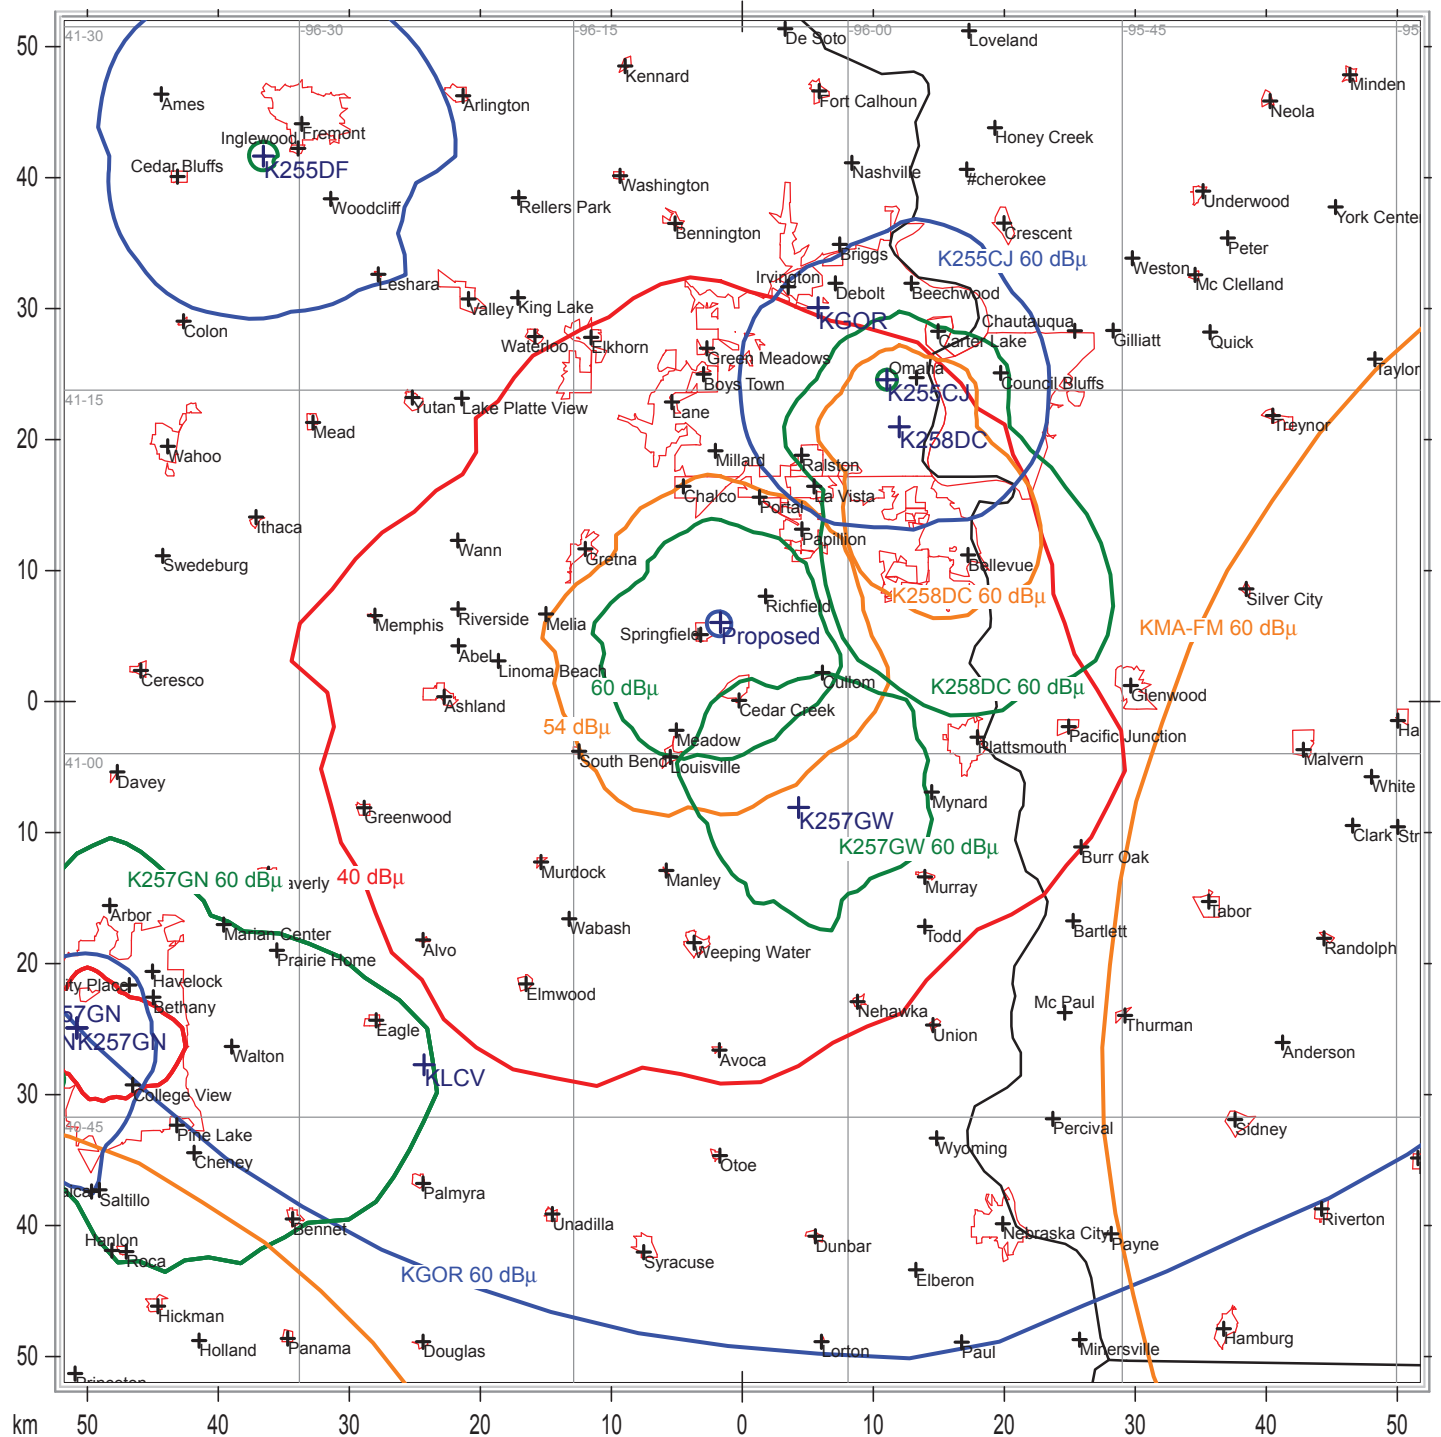 De Soto
Loveland
50
41-30
-96-30
-96-15
-96-00
-95-45
-95
Kennard
Minden
Ames
Arlington
Fort Calhoun
Neola
Inglewood
Fremont
Honey Creek
Cedar Bluffs
K255DF
Nashville
40
Washington
#cherokee
Woodcliff
Rellers Park
Underwood
York Center
Bennington
Crescent
Briggs
K255CJ 60 dBµ
Peter
Weston
Leshara
Irvington
Debolt
Beechwood
Mc Clelland
Valley
King Lake
30
Colon
KGOR
Chautauqua
Waterloo
Elkhorn
Carter Lake
Gilliatt
Quick
Green Meadows
Omaha
Taylor
Boys Town
Council Bluffs
K255CJ
41-15
Yutan
Lake Platte View
Lane
Mead
Treynor
20
K258DC
Wahoo
Millard
Ralston
Chalco
La Vista
Portal
Ithaca
Papillion
Wann
Gretna
10
Swedeburg
Bellevue
K258DC 60 dBµ
Silver City
Richfield
Memphis
Riverside
Melia
Springfield
Proposed
KMA-FM 60 dBµ
Abel
Linoma Beach
Ceresco
60 dBµ
Cullom
K258DC 60 dBµ
Glenwood
0
Ashland
Cedar Creek
54 dBµ
Meadow
Plattsmouth
Pacific Junction
Ha
41-00
South Bend
Louisville
Malvern
Davey
White
Mynard
Greenwood
K257GW
10
Clark Str
K257GW 60 dBµ
Burr Oak
K257GN 60 dBµ
averly
40 dBµ
Murdock
Manley
Murray
Arbor
Tabor
Marian Center
Wabash
Todd
Bartlett
Alvo
Weeping Water
Randolph
Prairie Home
20
ity Place
Havelock
Elmwood
Bethany
Nehawka
Mc Paul
57GN
Eagle
Union
Thurman
NK257GN
Walton
Avoca
Anderson
KLCV
30
College View
40-45
Pine Lake
Percival
Sidney
Cheney
Wyoming
Otoe
Saltillo
Palmyra
Unadilla
Riverton
40
Bennet
Nebraska City
Hanlon
Dunbar
Payne
Roca
Syracuse
KGOR 60 dBµ
Elberon
Hickman
Holland
Panama
Douglas
Lorton
Paul
Minersville
Hamburg
50
Princeton
km
50
40
30
20
10
0
10
20
30
40
50